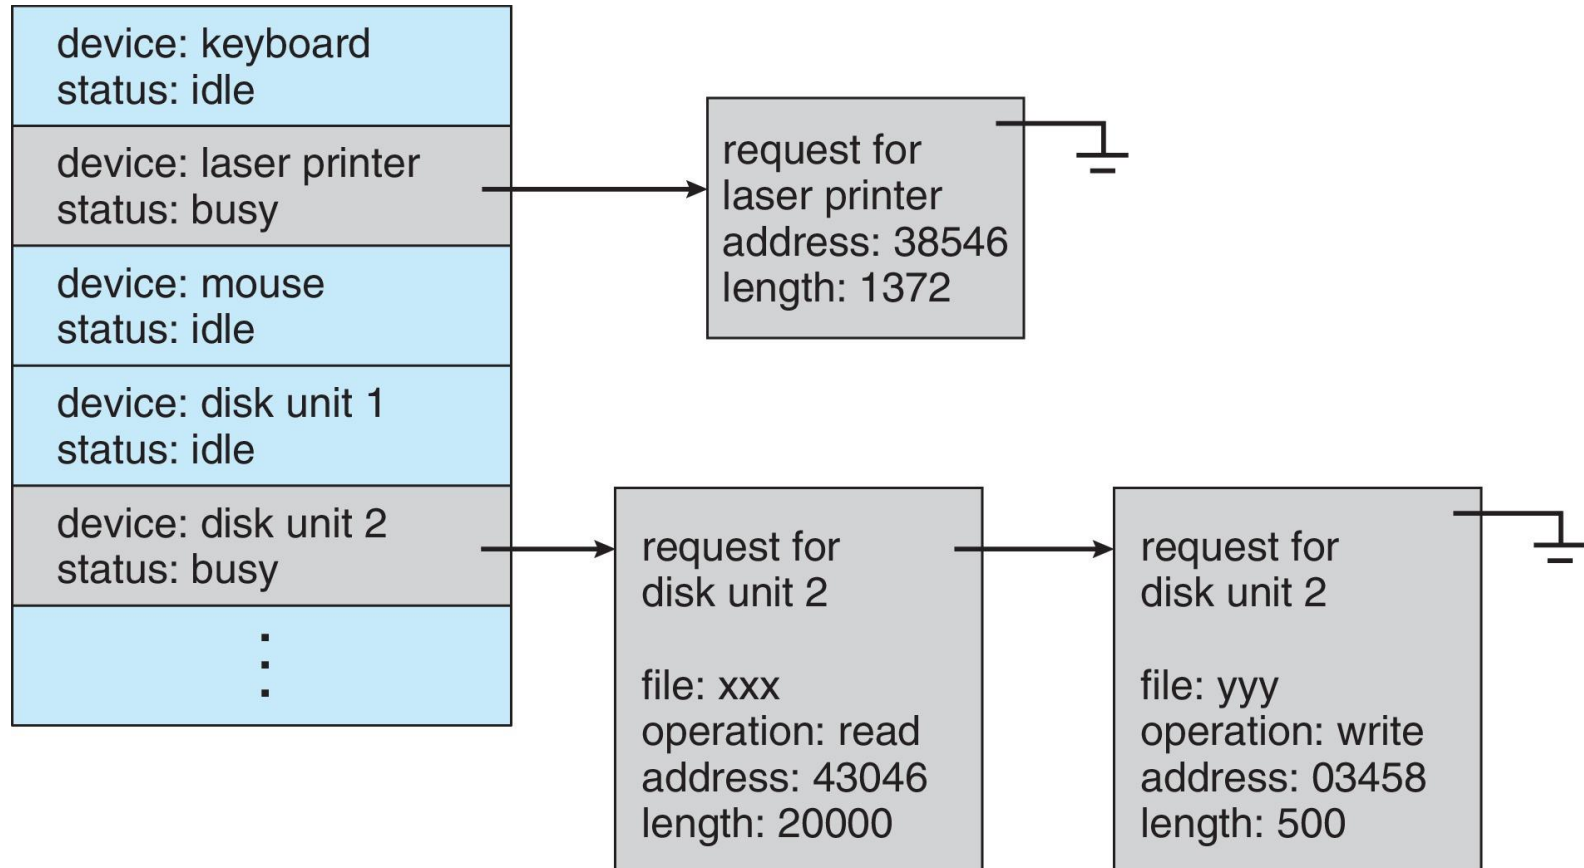 device: keyboard
status: idle
device: laser printer
status: busy
device: mouse
status: idle
device: disk unit 1
status: idle
device: disk unit 2
status: busy
request for
laser printer
address: 38546
length: 1372
request for
disk unit 2
file: xxx
operation: read
address: 43046
length: 20000
request for
disk unit 2
file: yyy
operation: write
address: 03458
length: 500